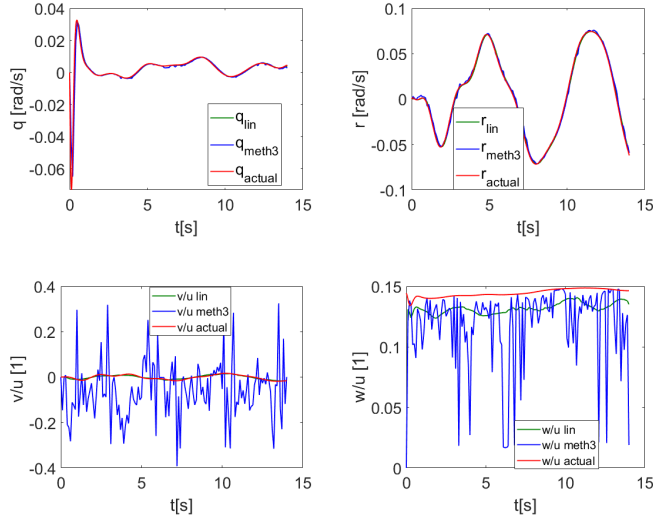 0.04
0.02
0
-0.02
-0.04
-0.06
q [rad/s]
q_lin
q_meth3
q_actual
0
5
10
15
t[s]
0.1
0.05
0
-0.05
-0.1
r [rad/s]
r_lin
r_meth3
r_actual
0
5
10
15
t[s]
0.4
0.2
0
-0.2
-0.4
v/u [1]
v/u lin
v/u meth3
v/u actual
0
5
10
15
t[s]
0.15
0.1
0.05
0
w/u [1]
w/u lin
w/u meth3
w/u actual
0
5
10
15
t[s]